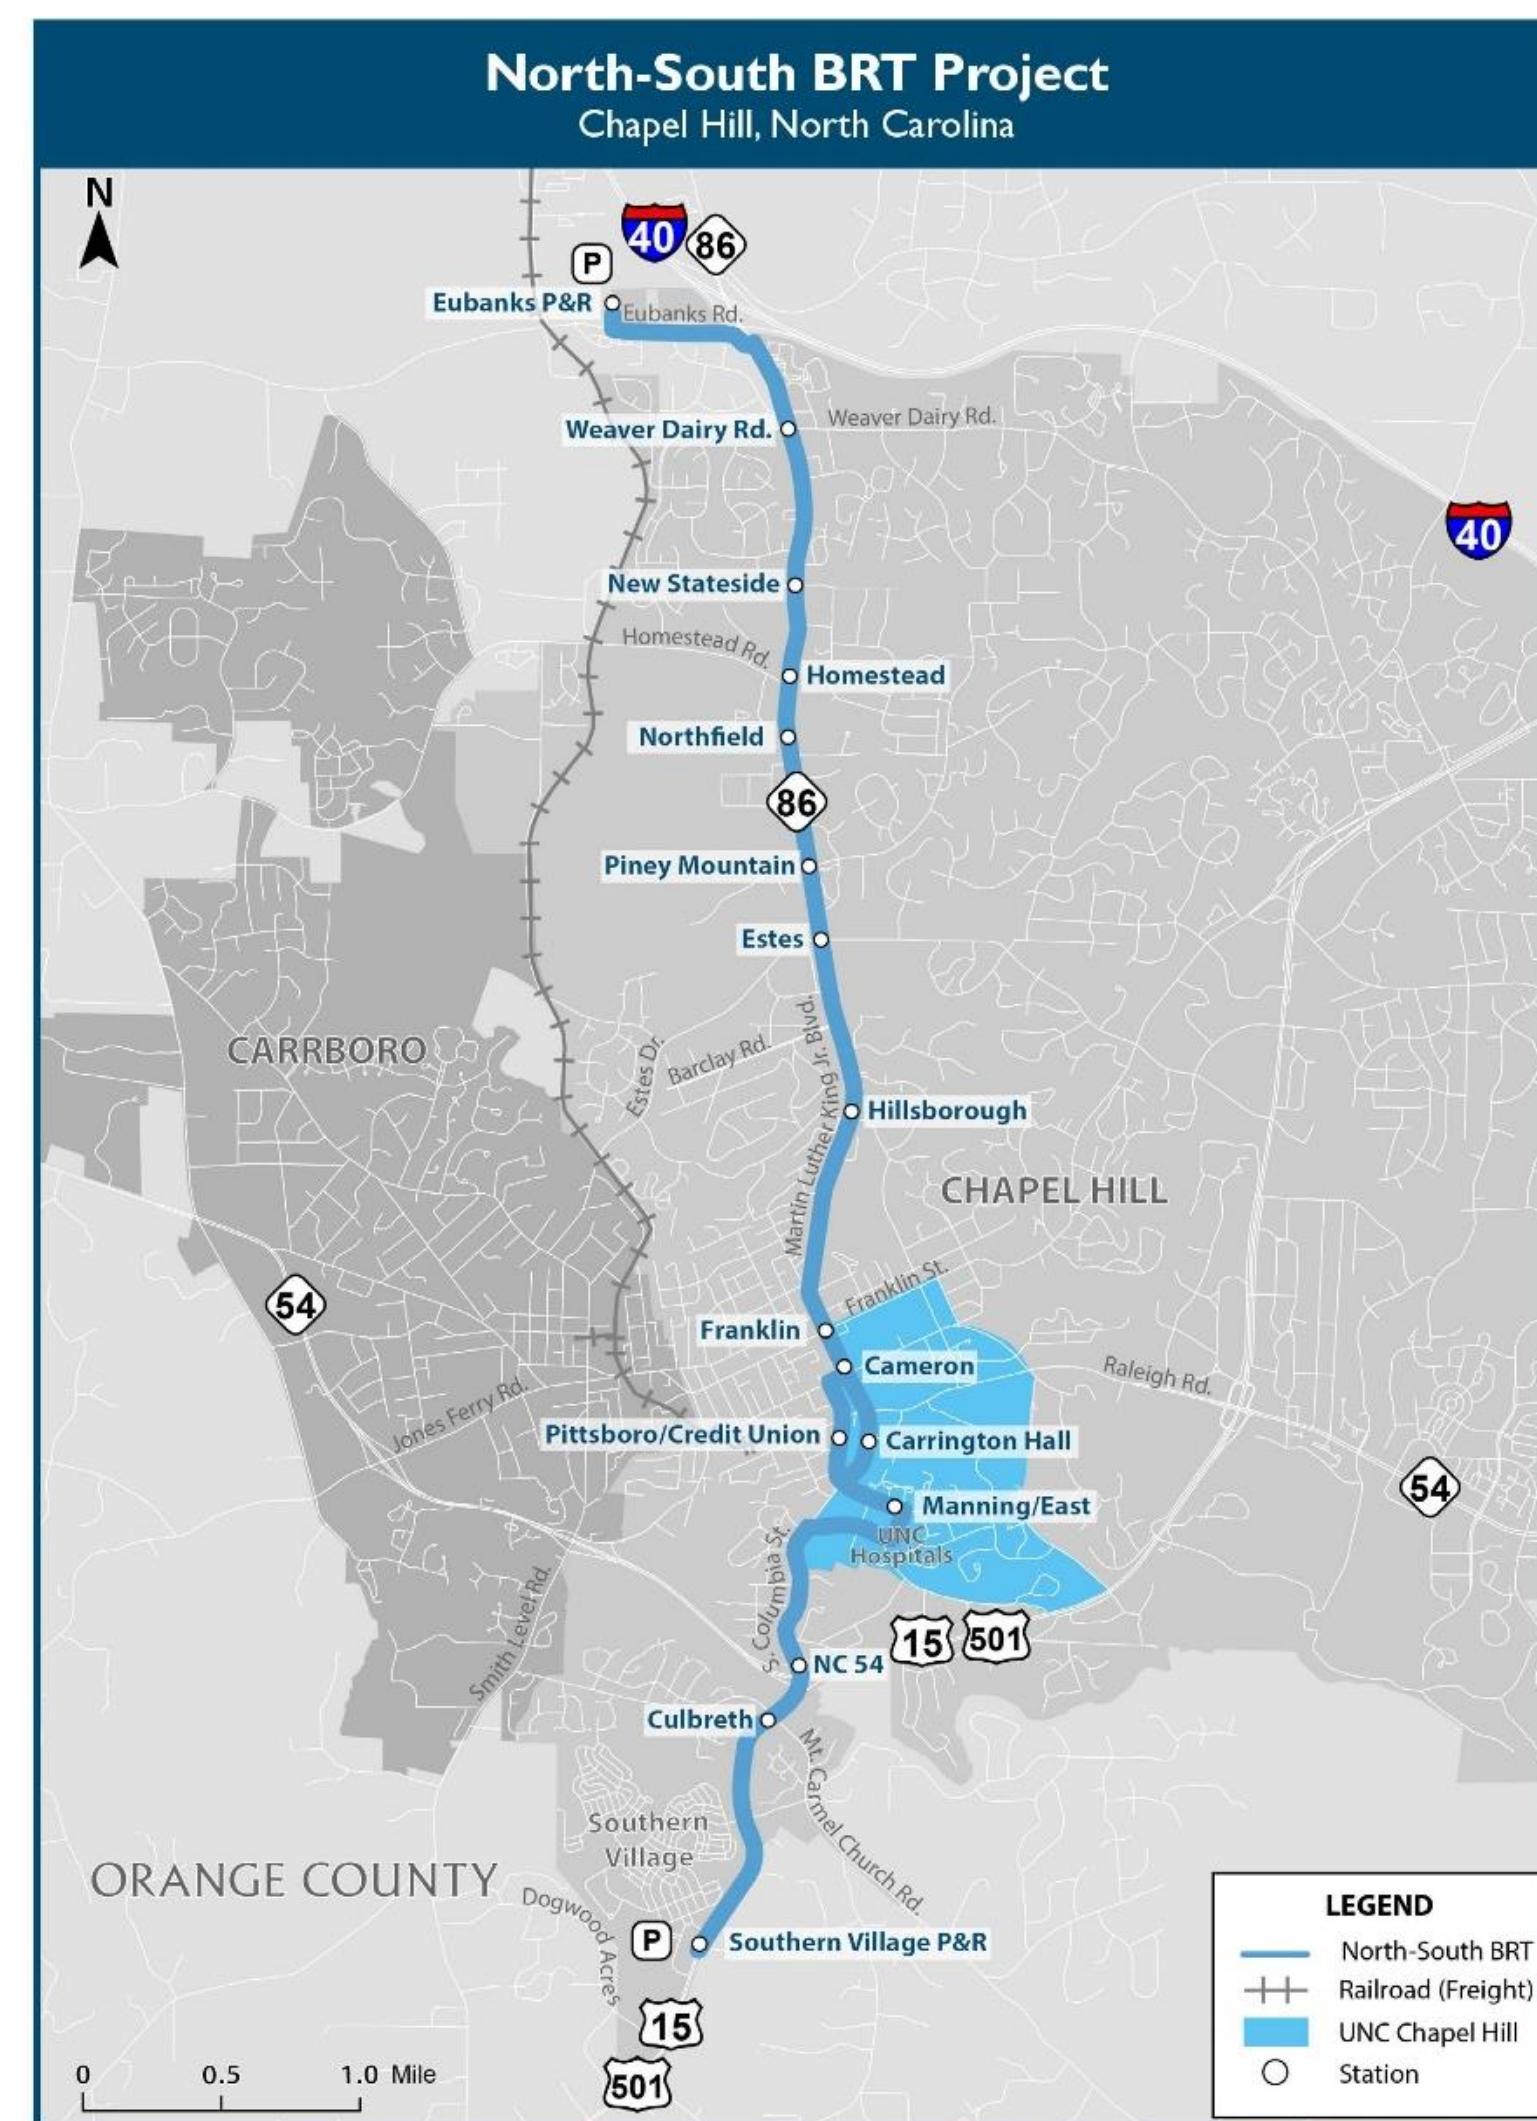 North-South BRT Project
Chapel Hill, North Carolina
N
40
86
P
Eubanks P&R
Eubanks Rd.
Weaver Dairy Rd.
Weaver Dairy Rd.
40
New Stateside
Homestead Rd.
Homestead
Northfield
86
Piney Mountain
Estes
Martin Luther King Jr. Blvd.
CARRBORO
Estes Dr.
Barclay Rd.
Hillsborough
CHAPEL HILL
54
Franklin St.
Franklin
Cameron
Raleigh Rd.
Jones Ferry Rd.
Pittsboro/Credit Union
Carrington Hall
54
Manning/East
UNC
Hospitals
S. Columbia St.
Smith Level Rd.
15
501
NC 54
Culbreth
Mt. Carmel Church Rd.
Southern
Village
ORANGE COUNTY
Dogwood Acres
P
Southern Village P&R
15
501
0 0.5 1.0 Mile
LEGEND
North-South BRT
Railroad (Freight)
UNC Chapel Hill
Station